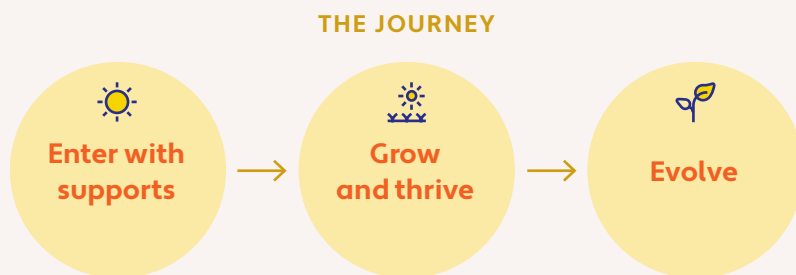 THE JOURNEY
Enter with
supports
Grow
and thrive
Evolve